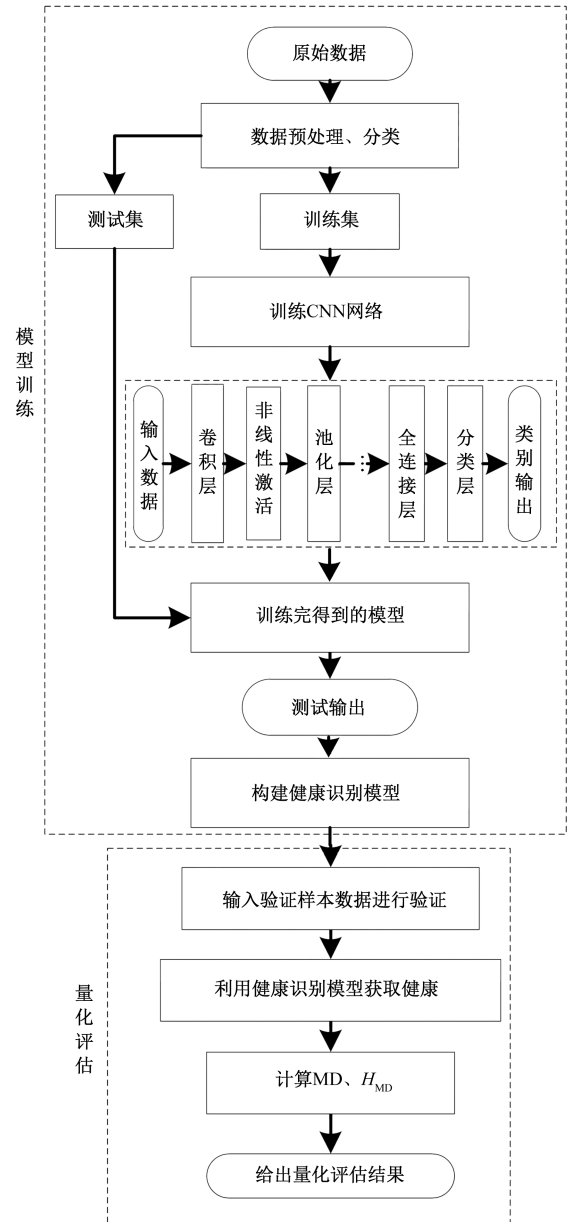 原始数据
数据预处理、分类
测试集
训练集
训练CNN网络
模型训练
输入数据
卷积层
非线性激活
池化层
...
全连接层
分类层
类别输出
训练完得到的模型
测试输出
构建健康识别模型
量化评估
输入验证样本数据进行验证
利用健康识别模型获取健康
计算MD、HMD
给出量化评估结果